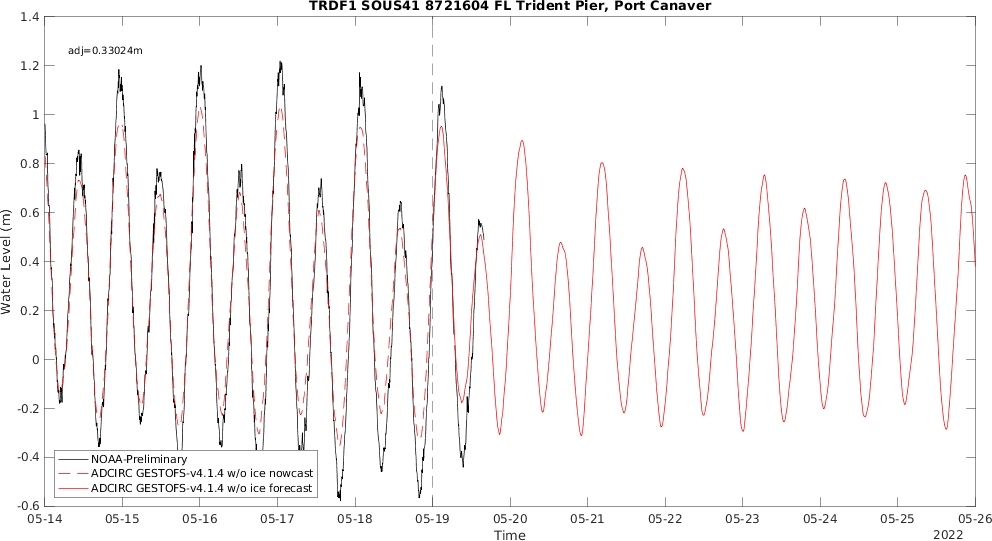 TRDF1 SOUS41 8721604 FL Trident Pier, Port Canaver
1.4
1.2
1
0.8
0.6
0.4
0.2
0
-0.2
-0.4
-0.6
Water Level (m)
adj=0.33024m
NOAA-Preliminary
ADCIRC GESTOFS-v4.1.4 w/o ice nowcast
ADCIRC GESTOFS-v4.1.4 w/o ice forecast
05-14 05-15 05-16 05-17 05-18 05-19 05-20 05-21 05-22 05-23 05-24 05-25 05-26
Time
2022